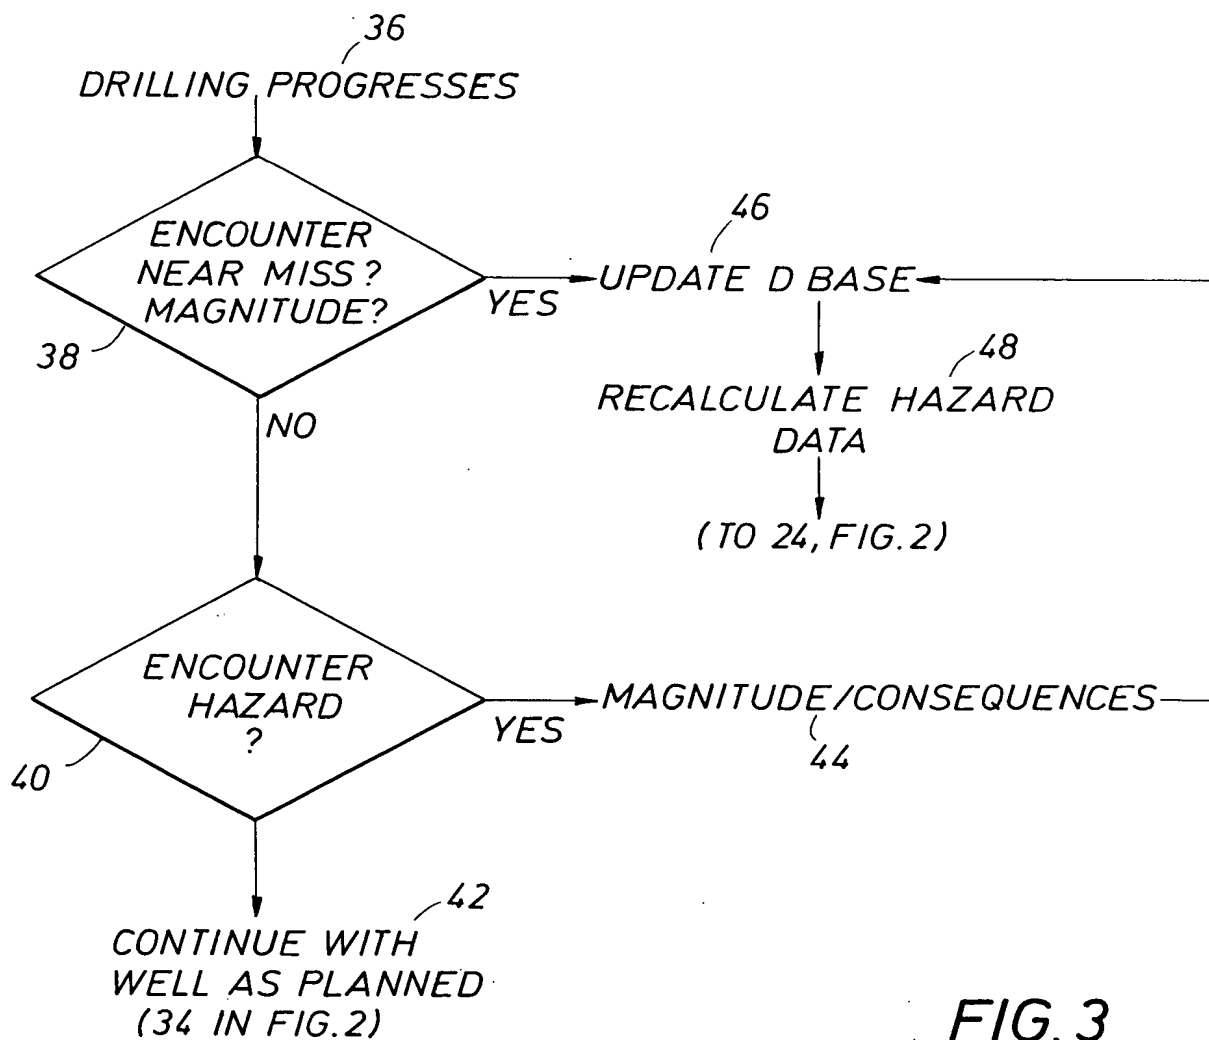 36
DRILLING PROGRESSES
ENCOUNTER
NEAR MISS?
MAGNITUDE?
38
YES
NO
46
UPDATE D BASE
48
RECALCULATE HAZARD
DATA
(TO 24, FIG.2)
ENCOUNTER
HAZARD
?
40
YES
MAGNITUDE/CONSEQUENCES
44
42
CONTINUE WITH
WELL AS PLANNED
(34 IN FIG.2)
FIG. 3